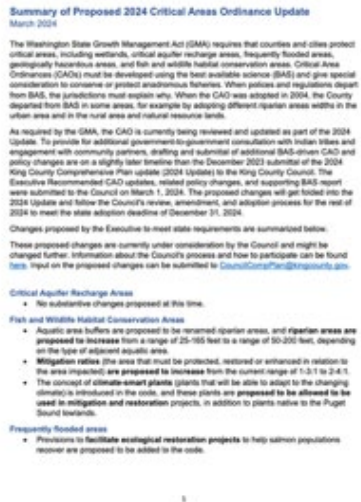 Summary of Proposed 2024 Critical Areas Ordinance Update
March 2024
The Washington State Growth Management Act (GMA) requires that counties and cities protect
critical areas, including wetlands, critical aquifer recharge areas, frequently flooded areas,
geologically hazardous areas, and fish and wildlife habitat conservation areas. Critical Area
Ordinances (CAOs) must be developed using the best available science (BAS) and give special
consideration to conserve or protect anadromous fisheries. When policies and regulations depart
from BAS, the jurisdictions must explain why. When the CAO was adopted in 2004, the County
departed from BAS in some areas, for example by adopting different riparian areas widths in the
urban area and in the rural area and natural resource lands.
As required by the GMA, the CAO is currently being reviewed and updated as part of the 2024
Update. To provide for additional government-to-government consultation with Indian tribes and
engagement with community partners, drafting and submittal of additional BAS-driven CAO and
policy changes are on a slightly later timeline than the December 2023 submittal of the 2024
King County Comprehensive Plan update (2024 Update) to the King County Council. The
Executive Recommended CAO updates, related policy changes, and supporting BAS report
were submitted to the Council on March 1, 2024. The proposed changes will get folded into the
2024 Update and follow the Council's review, amendment, and adoption process for the rest of
2024 to meet the state adoption deadline of December 31, 2024.
Changes proposed by the Executive to meet state requirements are summarized below.
These proposed changes are currently under consideration by the Council and might be
changed further. Information about the Council's process and how to participate can be found
here. Input on the proposed changes can be submitted to CouncilCompPlan@kingcounty.gov.
Critical Aquifer Recharge Areas
• No substantive changes proposed at this time.
Fish and Wildlife Habitat Conservation Areas
• Aquatic area buffers are proposed to be renamed riparian areas, and riparian areas are
proposed to increase from a range of 25-165 feet to a range of 50-200 feet, depending
on the type of adjacent aquatic area.
• Mitigation ratios (the area that must be protected, restored or enhanced in relation to
the area impacted) are proposed to increase from the current range of 1-3:1 to 2-4:1.
• The concept of climate-smart plants (plants that will be able to adapt to the changing
climate) is introduced in the code, and these plants are proposed to be allowed to be
used in mitigation and restoration projects, in addition to plants native to the Puget
Sound lowlands.
Frequently flooded areas
• Provisions to facilitate ecological restoration projects to help salmon populations
recover are proposed to be added to the code.
1